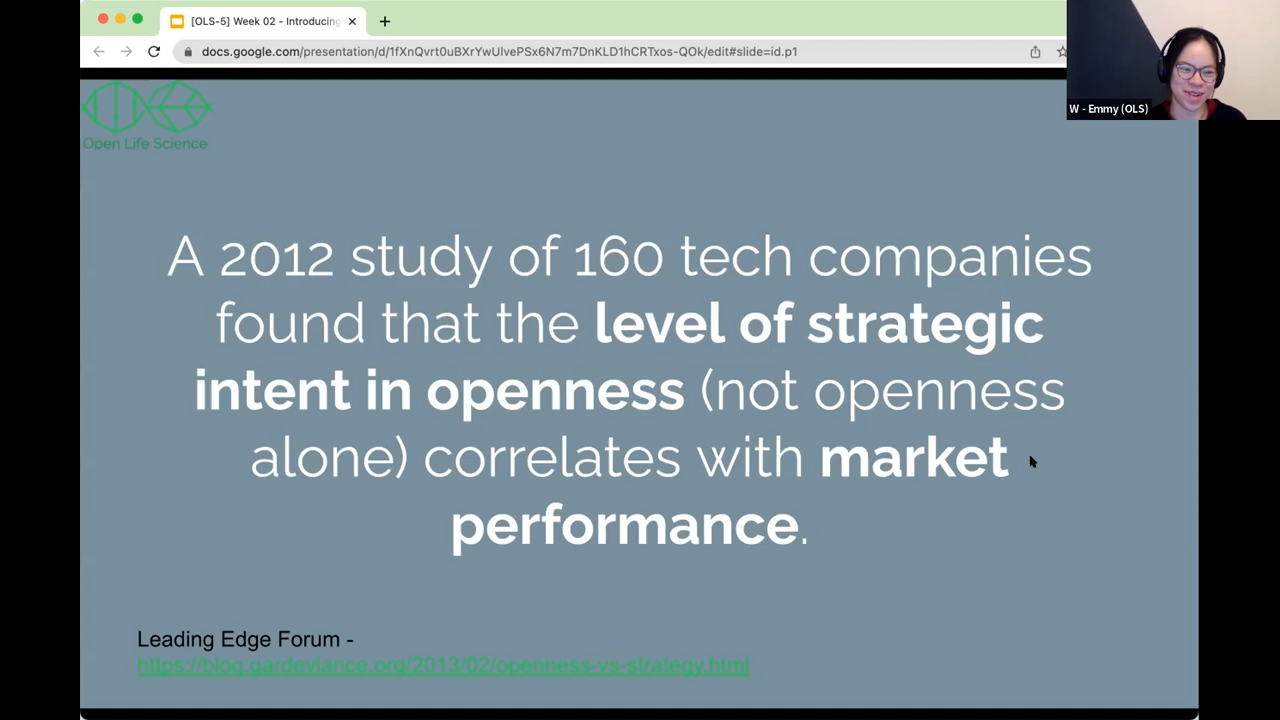 [OLS-5] Week 02 - Introducing
docs.google.com/presentation/d/1fXnQvrt0uBXrYwUlvePSx6N7m7DnKLD1hCRTxos-QOk/edit#slide=id.p1
W - Emmy (OLS)
Open Life Science
A 2012 study of 160 tech companies
found that the level of strategic
intent in openness (not openness
alone) correlates with market
performance.
Leading Edge Forum -
https://blog.gardeviance.org/2013/02/openness-vs-strategy.html